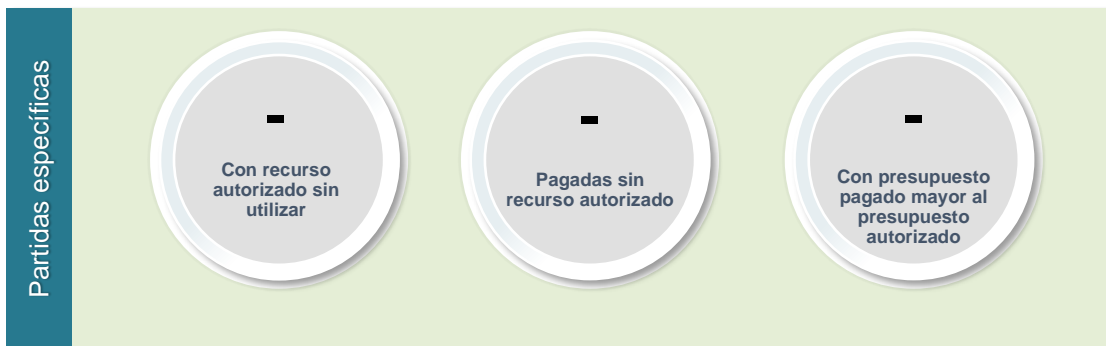 Partidas específicas
-
Con recurso
autorizado sin
utilizar
-
Pagadas sin
recurso autorizado
-
Con presupuesto
pagado mayor al
presupuesto
autorizado